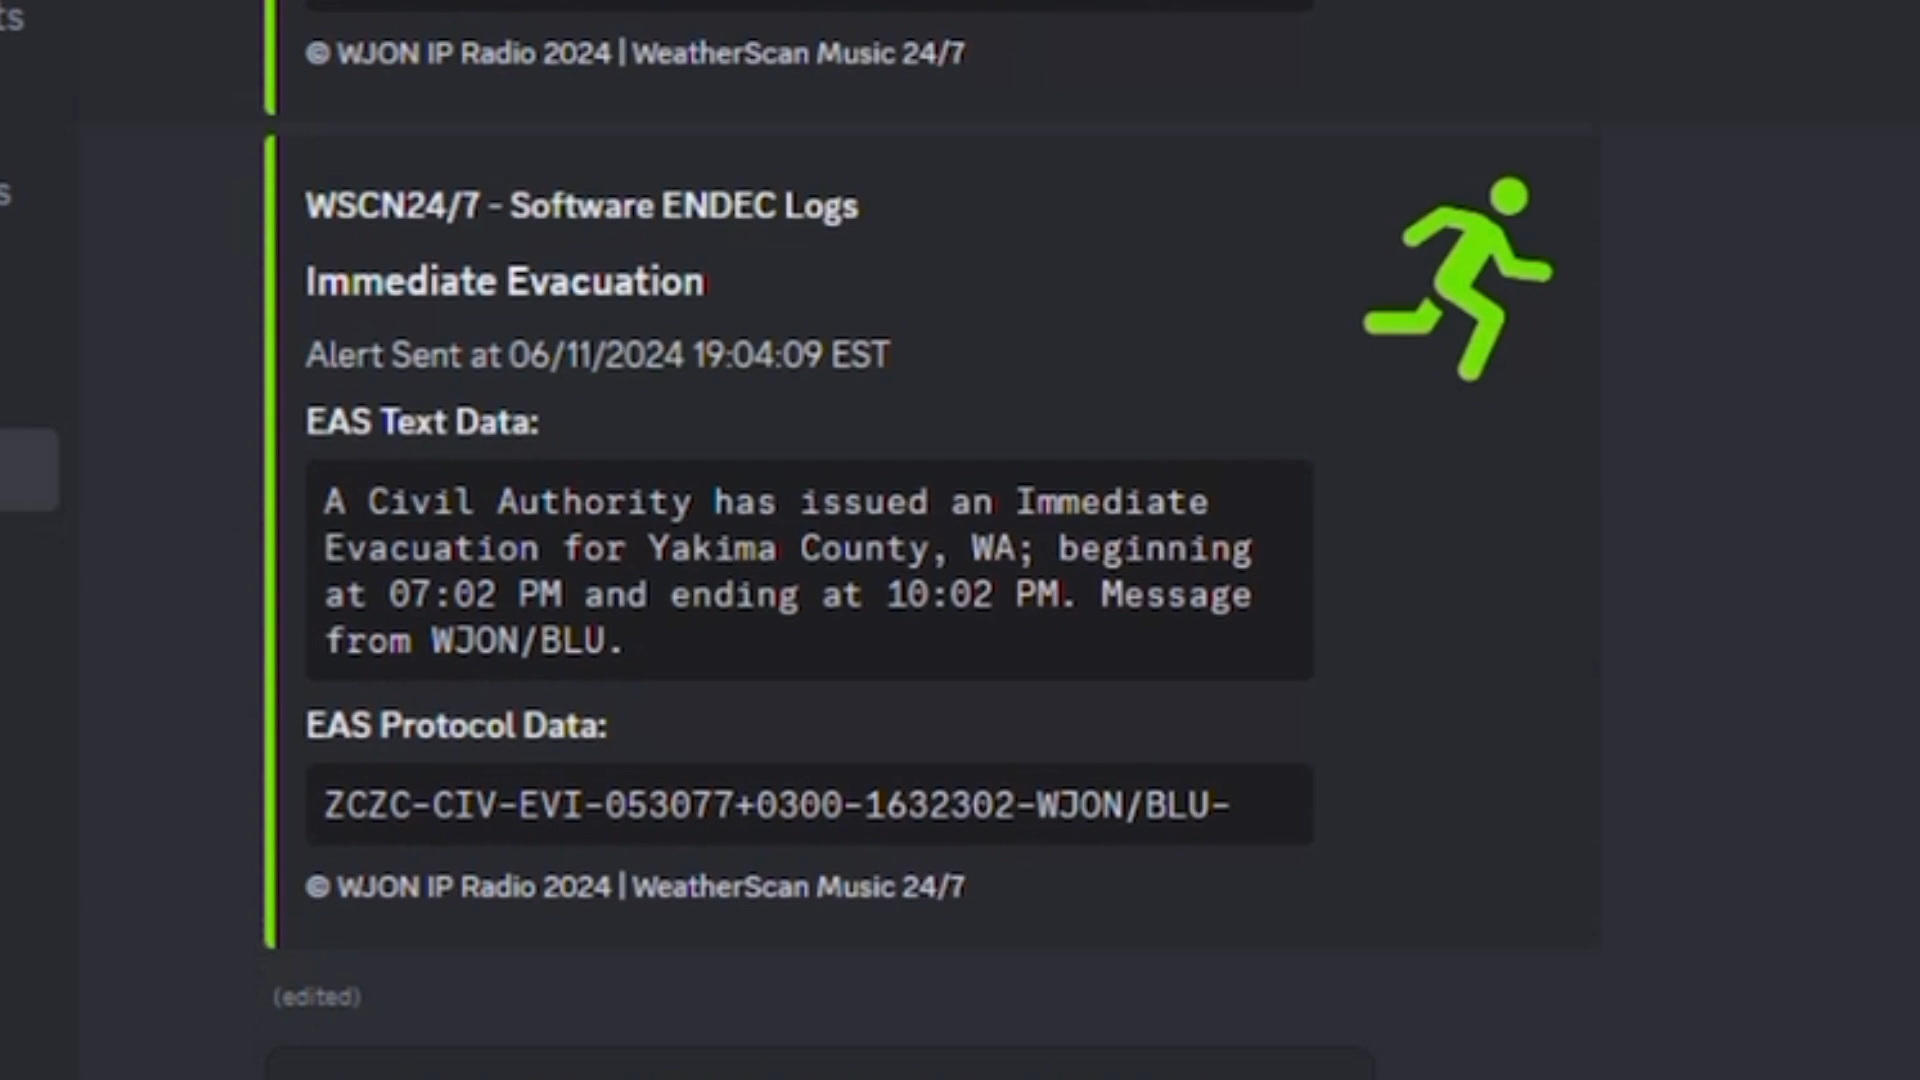 ts
© WJON IP Radio 2024 | WeatherScan Music 24/7
s
WSCN24/7 - Software ENDEC Logs
Immediate Evacuation
Alert Sent at 06/11/2024 19:04:09 EST
EAS Text Data:
A Civil Authority has issued an Immediate
Evacuation for Yakima County, WA; beginning
at 07:02 PM and ending at 10:02 PM. Message
from WJON/BLU.
EAS Protocol Data:
ZCZC-CIV-EVI-053077+0300-1632302-WJON/BLU-
© WJON IP Radio 2024 | WeatherScan Music 24/7
(edited)